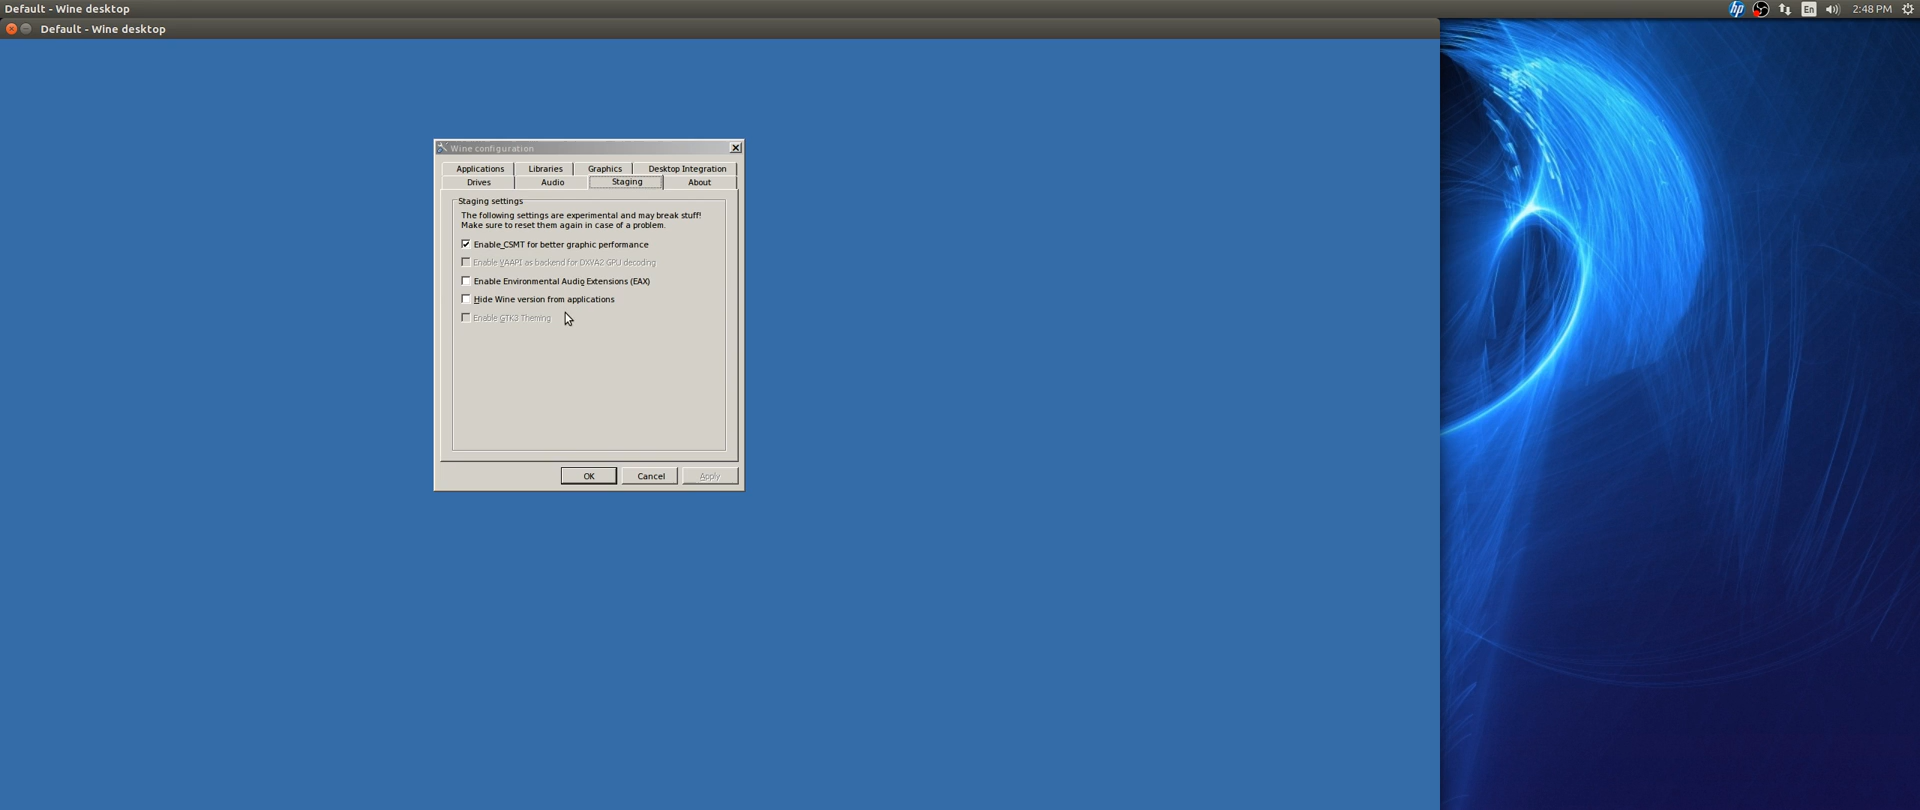 Default - Wine desktop
hp
En
2:48 PM
Default - Wine desktop
Wine configuration
Applications Libraries Graphics Desktop Integration
Drives Audio Staging About
Staging settings
The following settings are experimental and may break stuff!
Make sure to reset them again in case of a problem.
Enable CSMT for better graphic performance
Enable VAAPI as backend for DXVA2 GPU decoding
Enable Environmental Audio Extensions (EAX)
Hide Wine version from applications
Enable GTK3 Theming
OK Cancel Apply